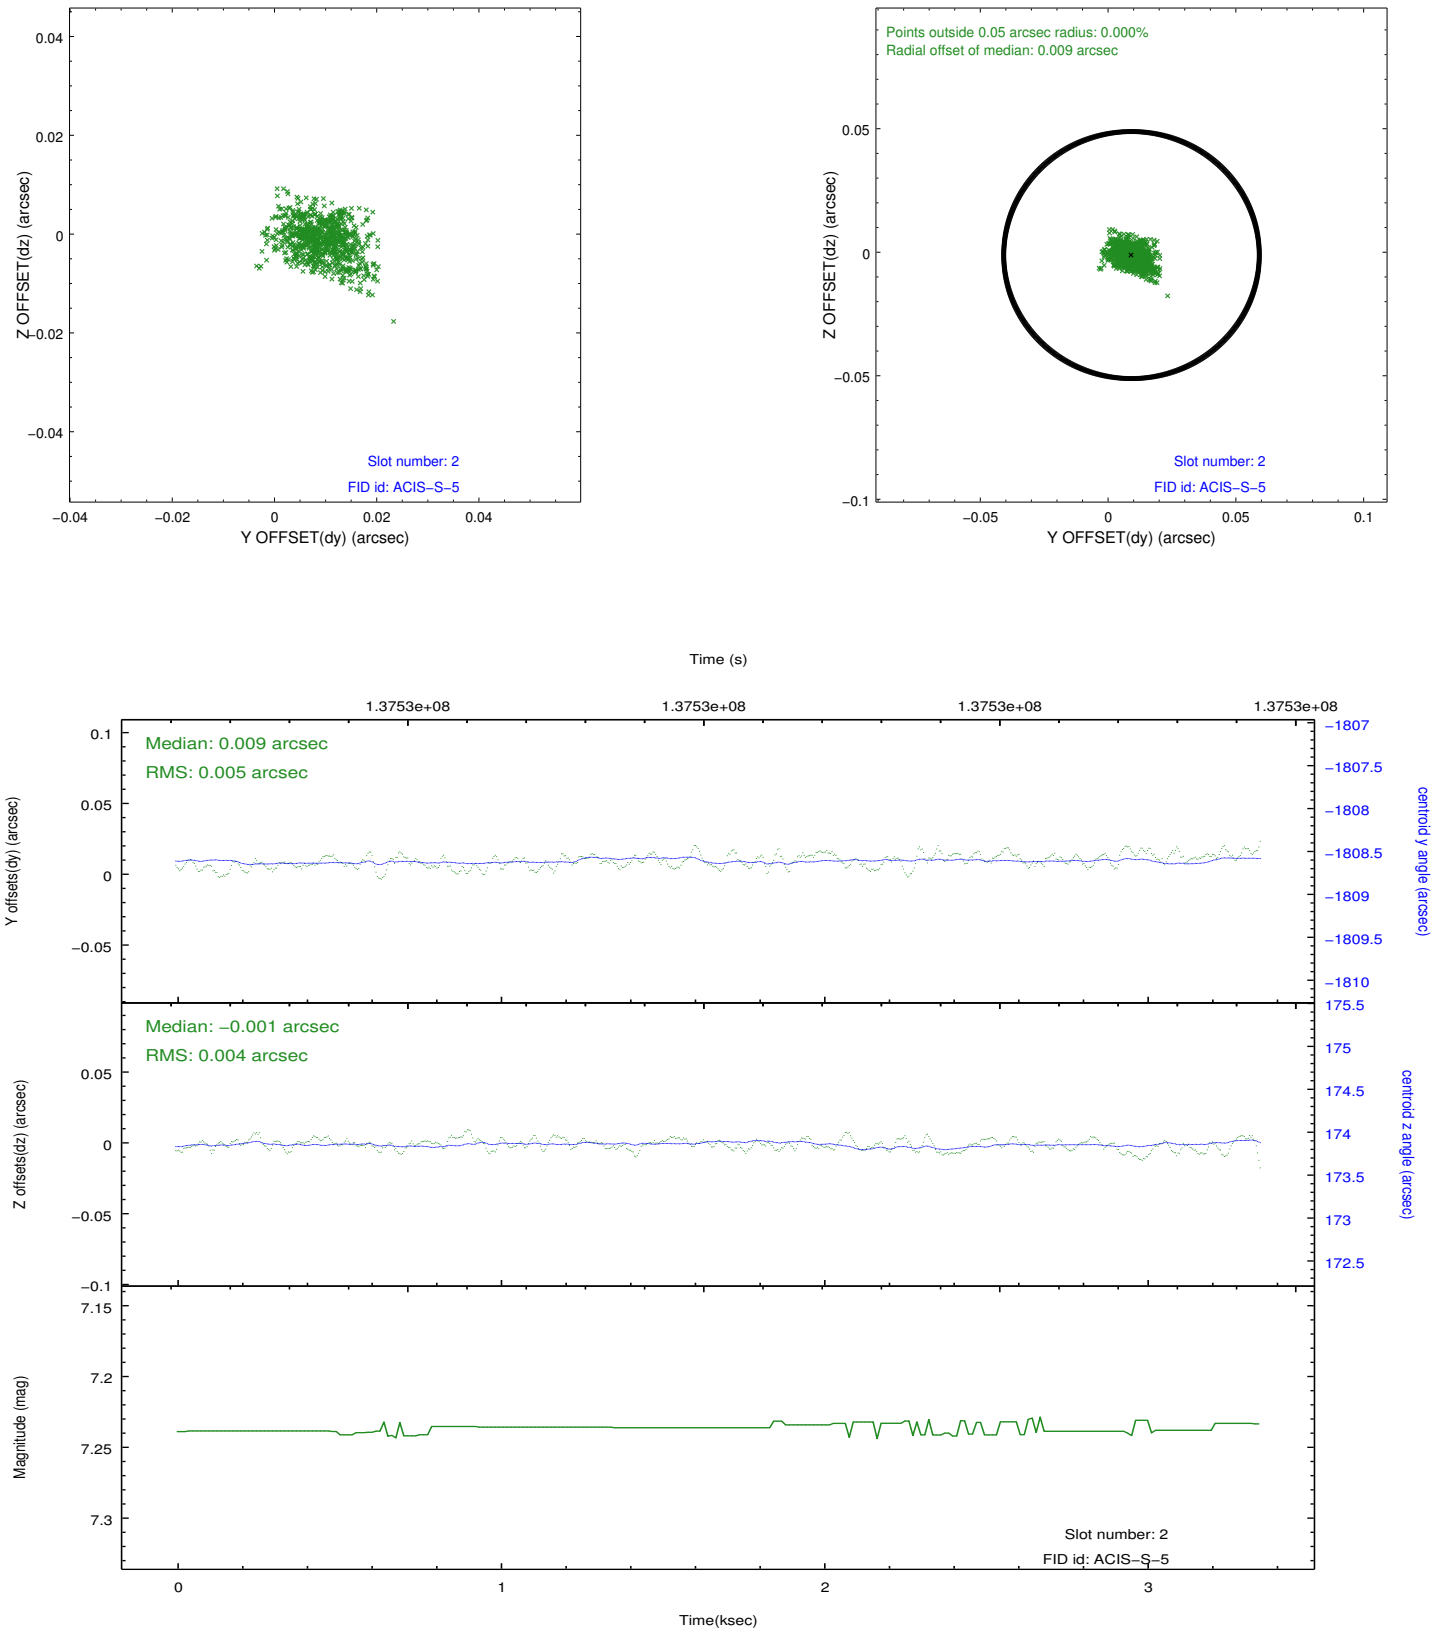 0.04
0.02
0
−0.02
−0.04
Z OFFSET(dz) (arcsec)
Slot number: 2
FID id: ACIS−S−5
−0.04 −0.02 0 0.02 0.04
Y OFFSET(dy) (arcsec)
Points outside 0.05 arcsec radius: 0.000%
Radial offset of median: 0.009 arcsec
0.05
0
−0.05
−0.1
Z OFFSET(dz) (arcsec)
Slot number: 2
FID id: ACIS−S−5
−0.05 0 0.05 0.1
Y OFFSET(dy) (arcsec)
Time (s)
1.3753e+08 1.3753e+08 1.3753e+08 1.3753e+08
Median: 0.009 arcsec
RMS: 0.005 arcsec
0.1
0.05
0
−0.05
Y offsets(dy) (arcsec)
−1807
−1807.5
−1808
−1808.5
−1809
−1809.5
−1810
centroid y angle (arcsec)
Median: −0.001 arcsec
RMS: 0.004 arcsec
0.05
0
−0.05
−0.1
Z offsets(dz) (arcsec)
175.5
175
174.5
174
173.5
173
172.5
centroid z angle (arcsec)
7.15
7.2
7.25
7.3
Magnitude (mag)
Slot number: 2
FID id: ACIS−S−5
0 1 2 3
Time(ksec)